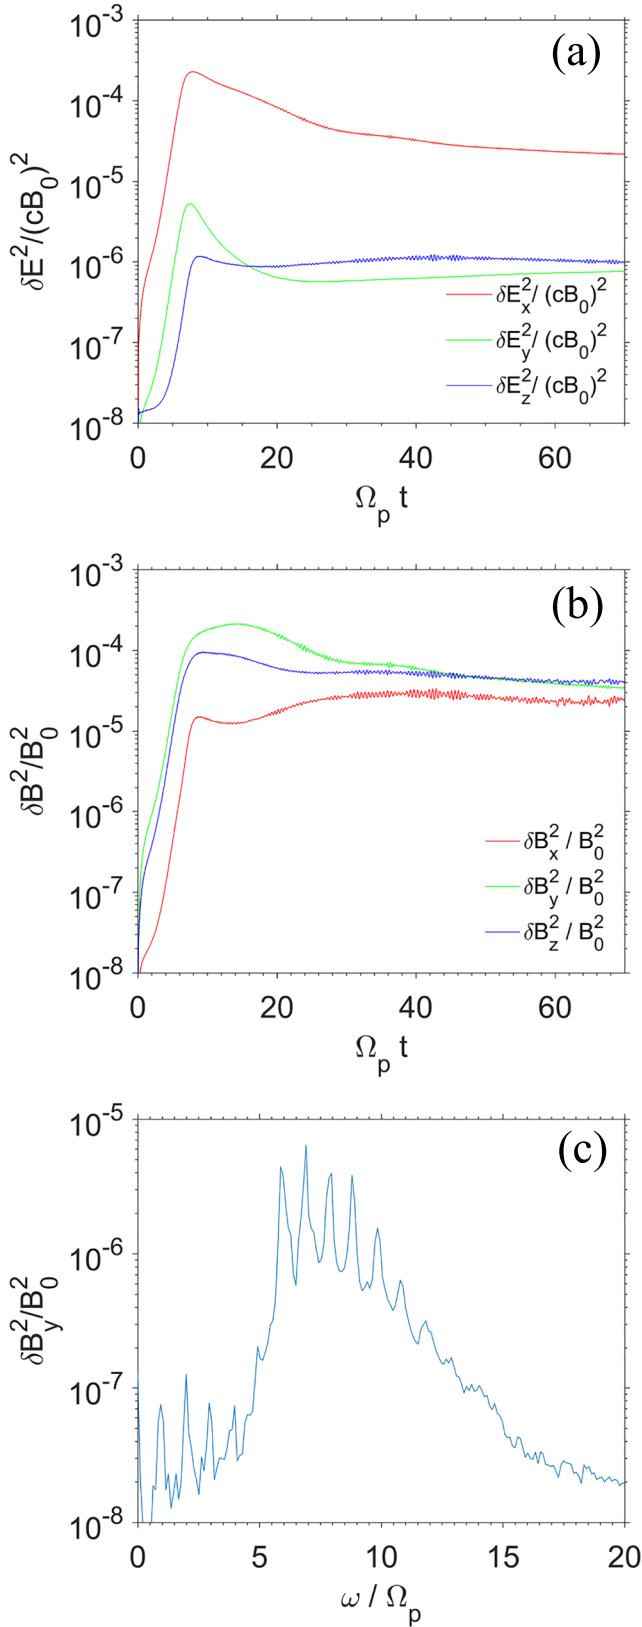 (a)
10^-3
10^-4
10^-5
10^-6
10^-7
10^-8
δE^2/(cB_0)^2
δE_x^2/ (cB_0)^2
δE_y^2/ (cB_0)^2
δE_z^2/ (cB_0)^2
0 20 40 60
Ω_p t
(b)
10^-3
10^-4
10^-5
10^-6
10^-7
10^-8
δB^2/B_0^2
δB_x^2 / B_0^2
δB_y^2 / B_0^2
δB_z^2 / B_0^2
0 20 40 60
Ω_p t
(c)
10^-5
10^-6
10^-7
10^-8
δB_y^2/B_0^2
0 5 10 15 20
ω / Ω_p